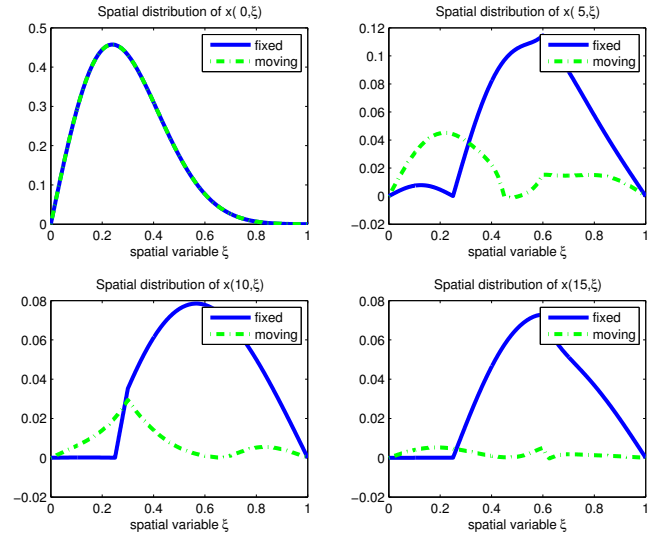 Spatial distribution of x( 0,ξ)
0.5
0.4
0.3
0.2
0.1
0
0 0.2 0.4 0.6 0.8 1
spatial variable ξ
fixed
moving
Spatial distribution of x( 5,ξ)
0.12
0.08
0.04
0.00
−0.02
0 0.2 0.4 0.6 0.8 1
spatial variable ξ
fixed
moving
Spatial distribution of x(10,ξ)
0.08
0.06
0.04
0.02
0
−0.02
0 0.2 0.4 0.6 0.8 1
spatial variable ξ
fixed
moving
Spatial distribution of x(15,ξ)
0.08
0.06
0.04
0.02
0
−0.02
0 0.2 0.4 0.6 0.8 1
spatial variable ξ
fixed
moving